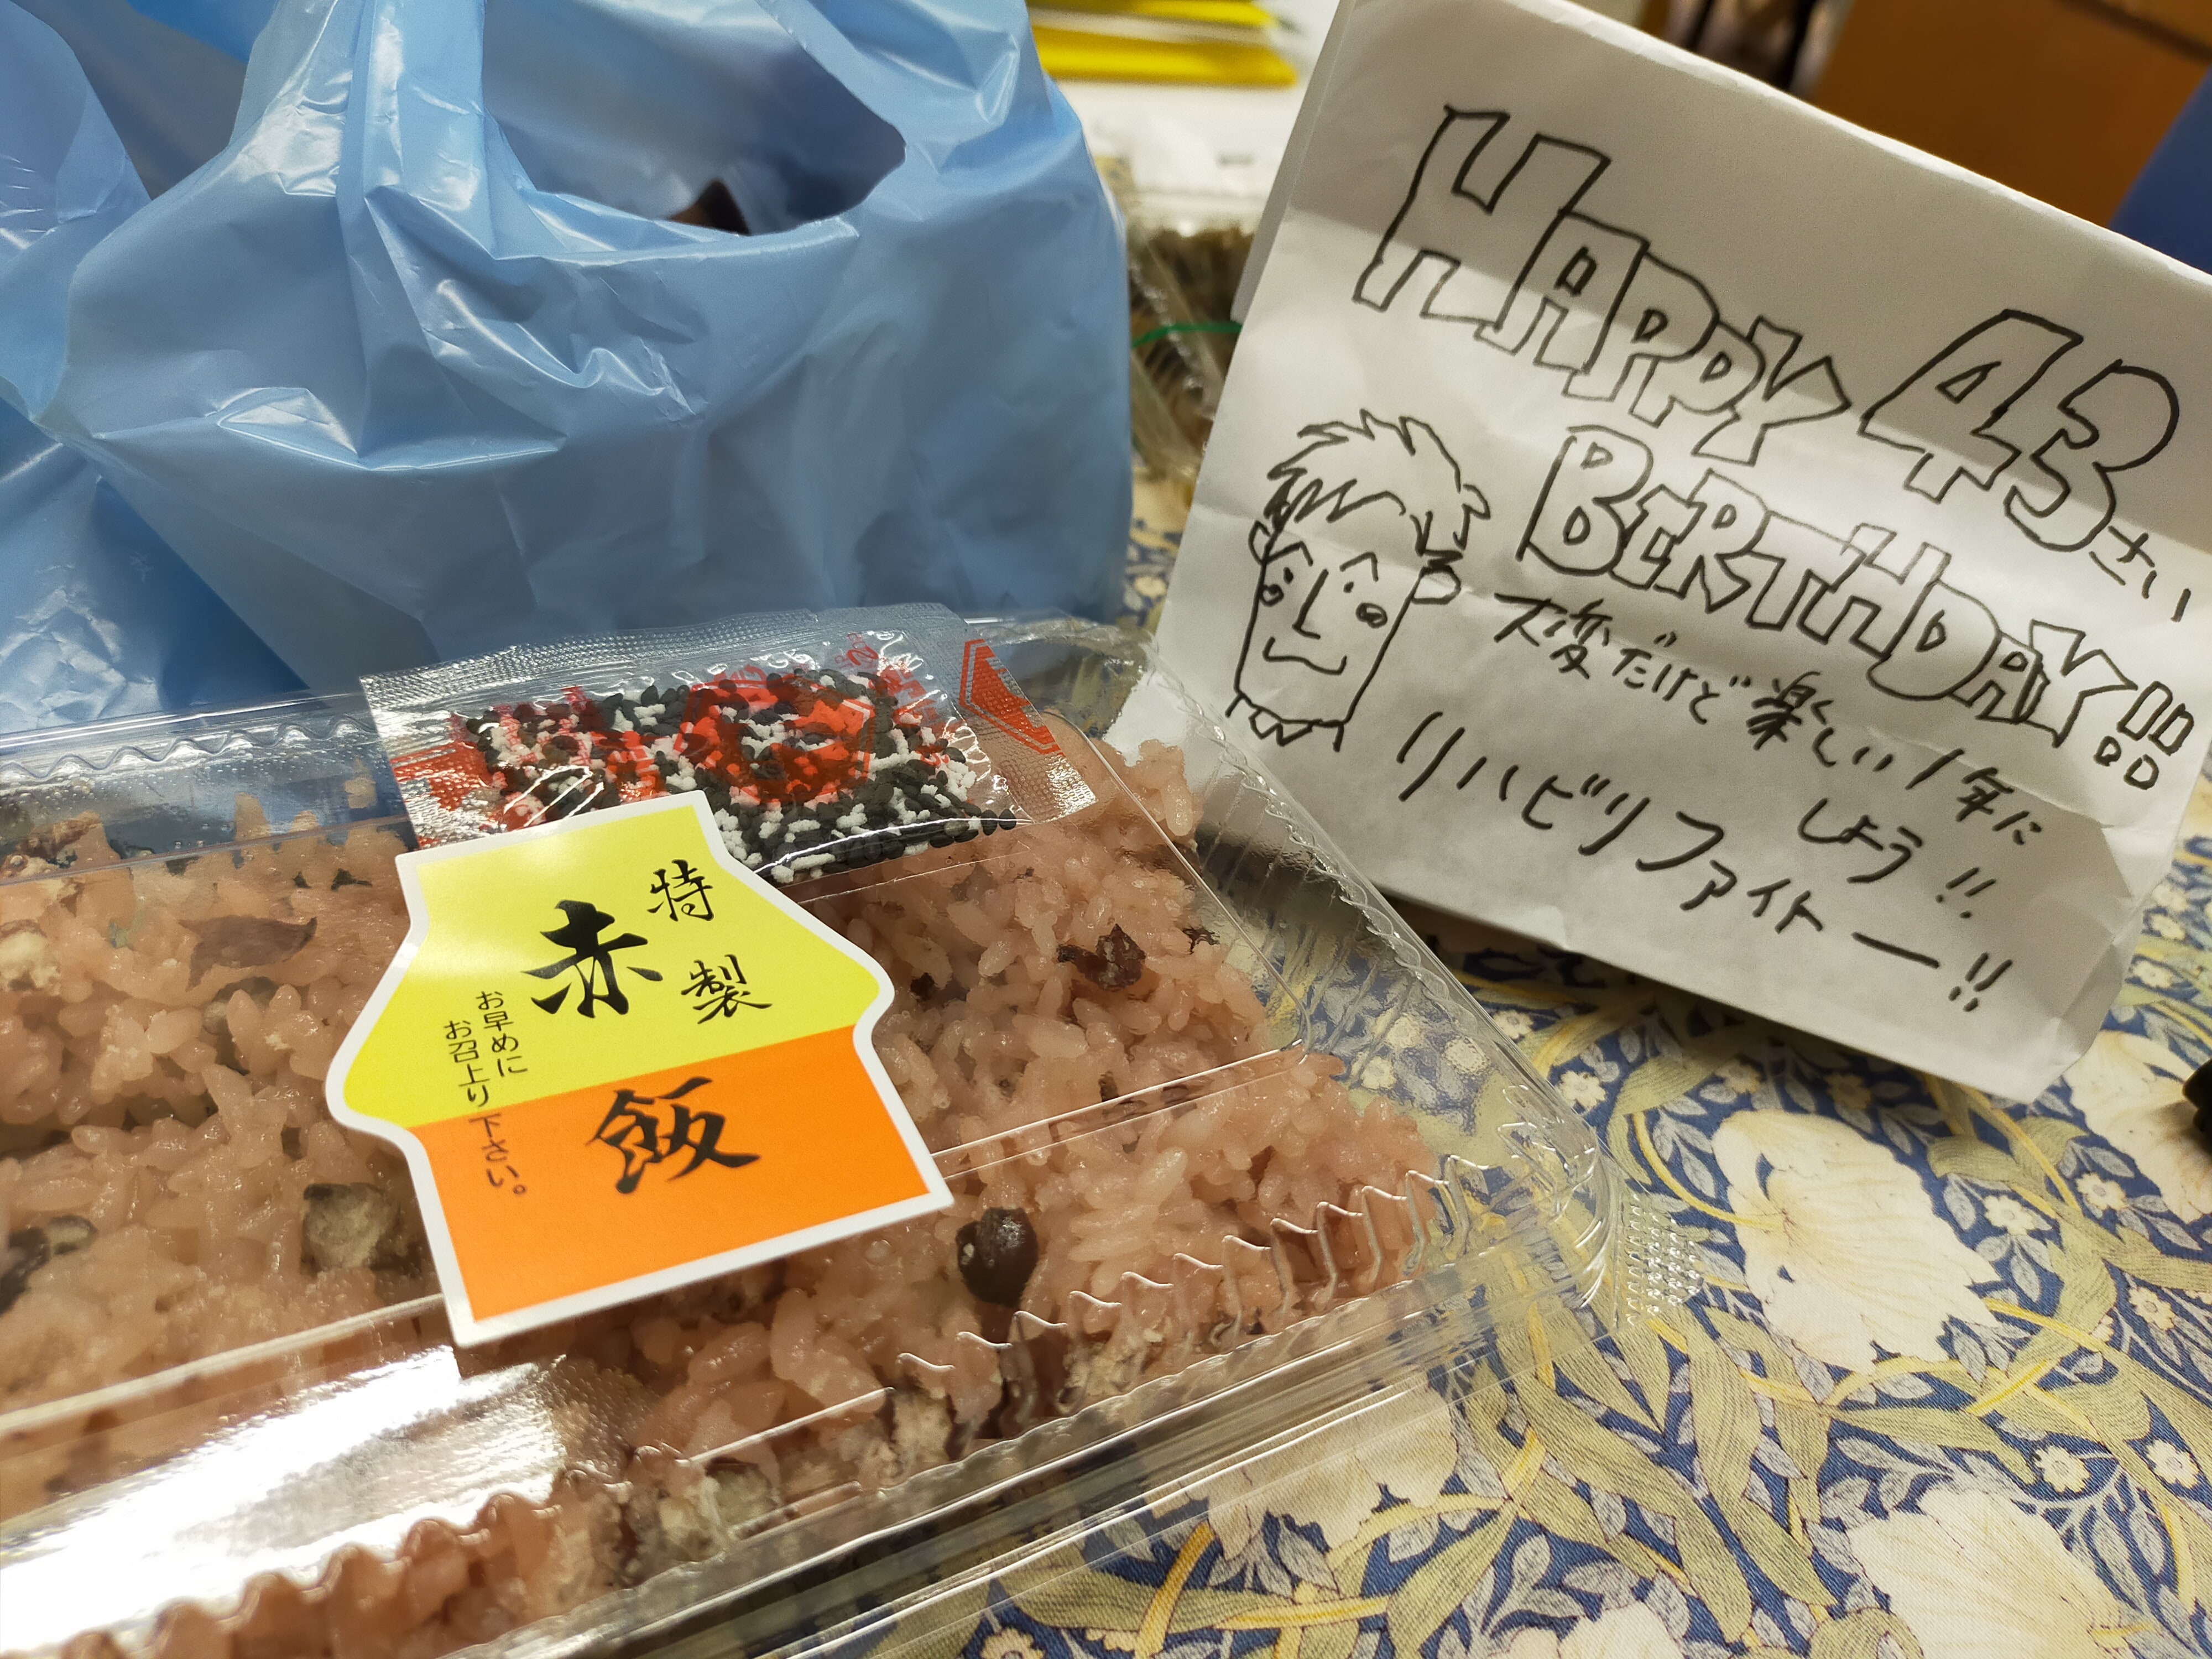 HAPPY 43さい
BIRTHDAY!!
大変だけど楽しい1年に
しよう!!
リハビリファイトー!!
特製
赤飯
お早めに
お召上り下さい。